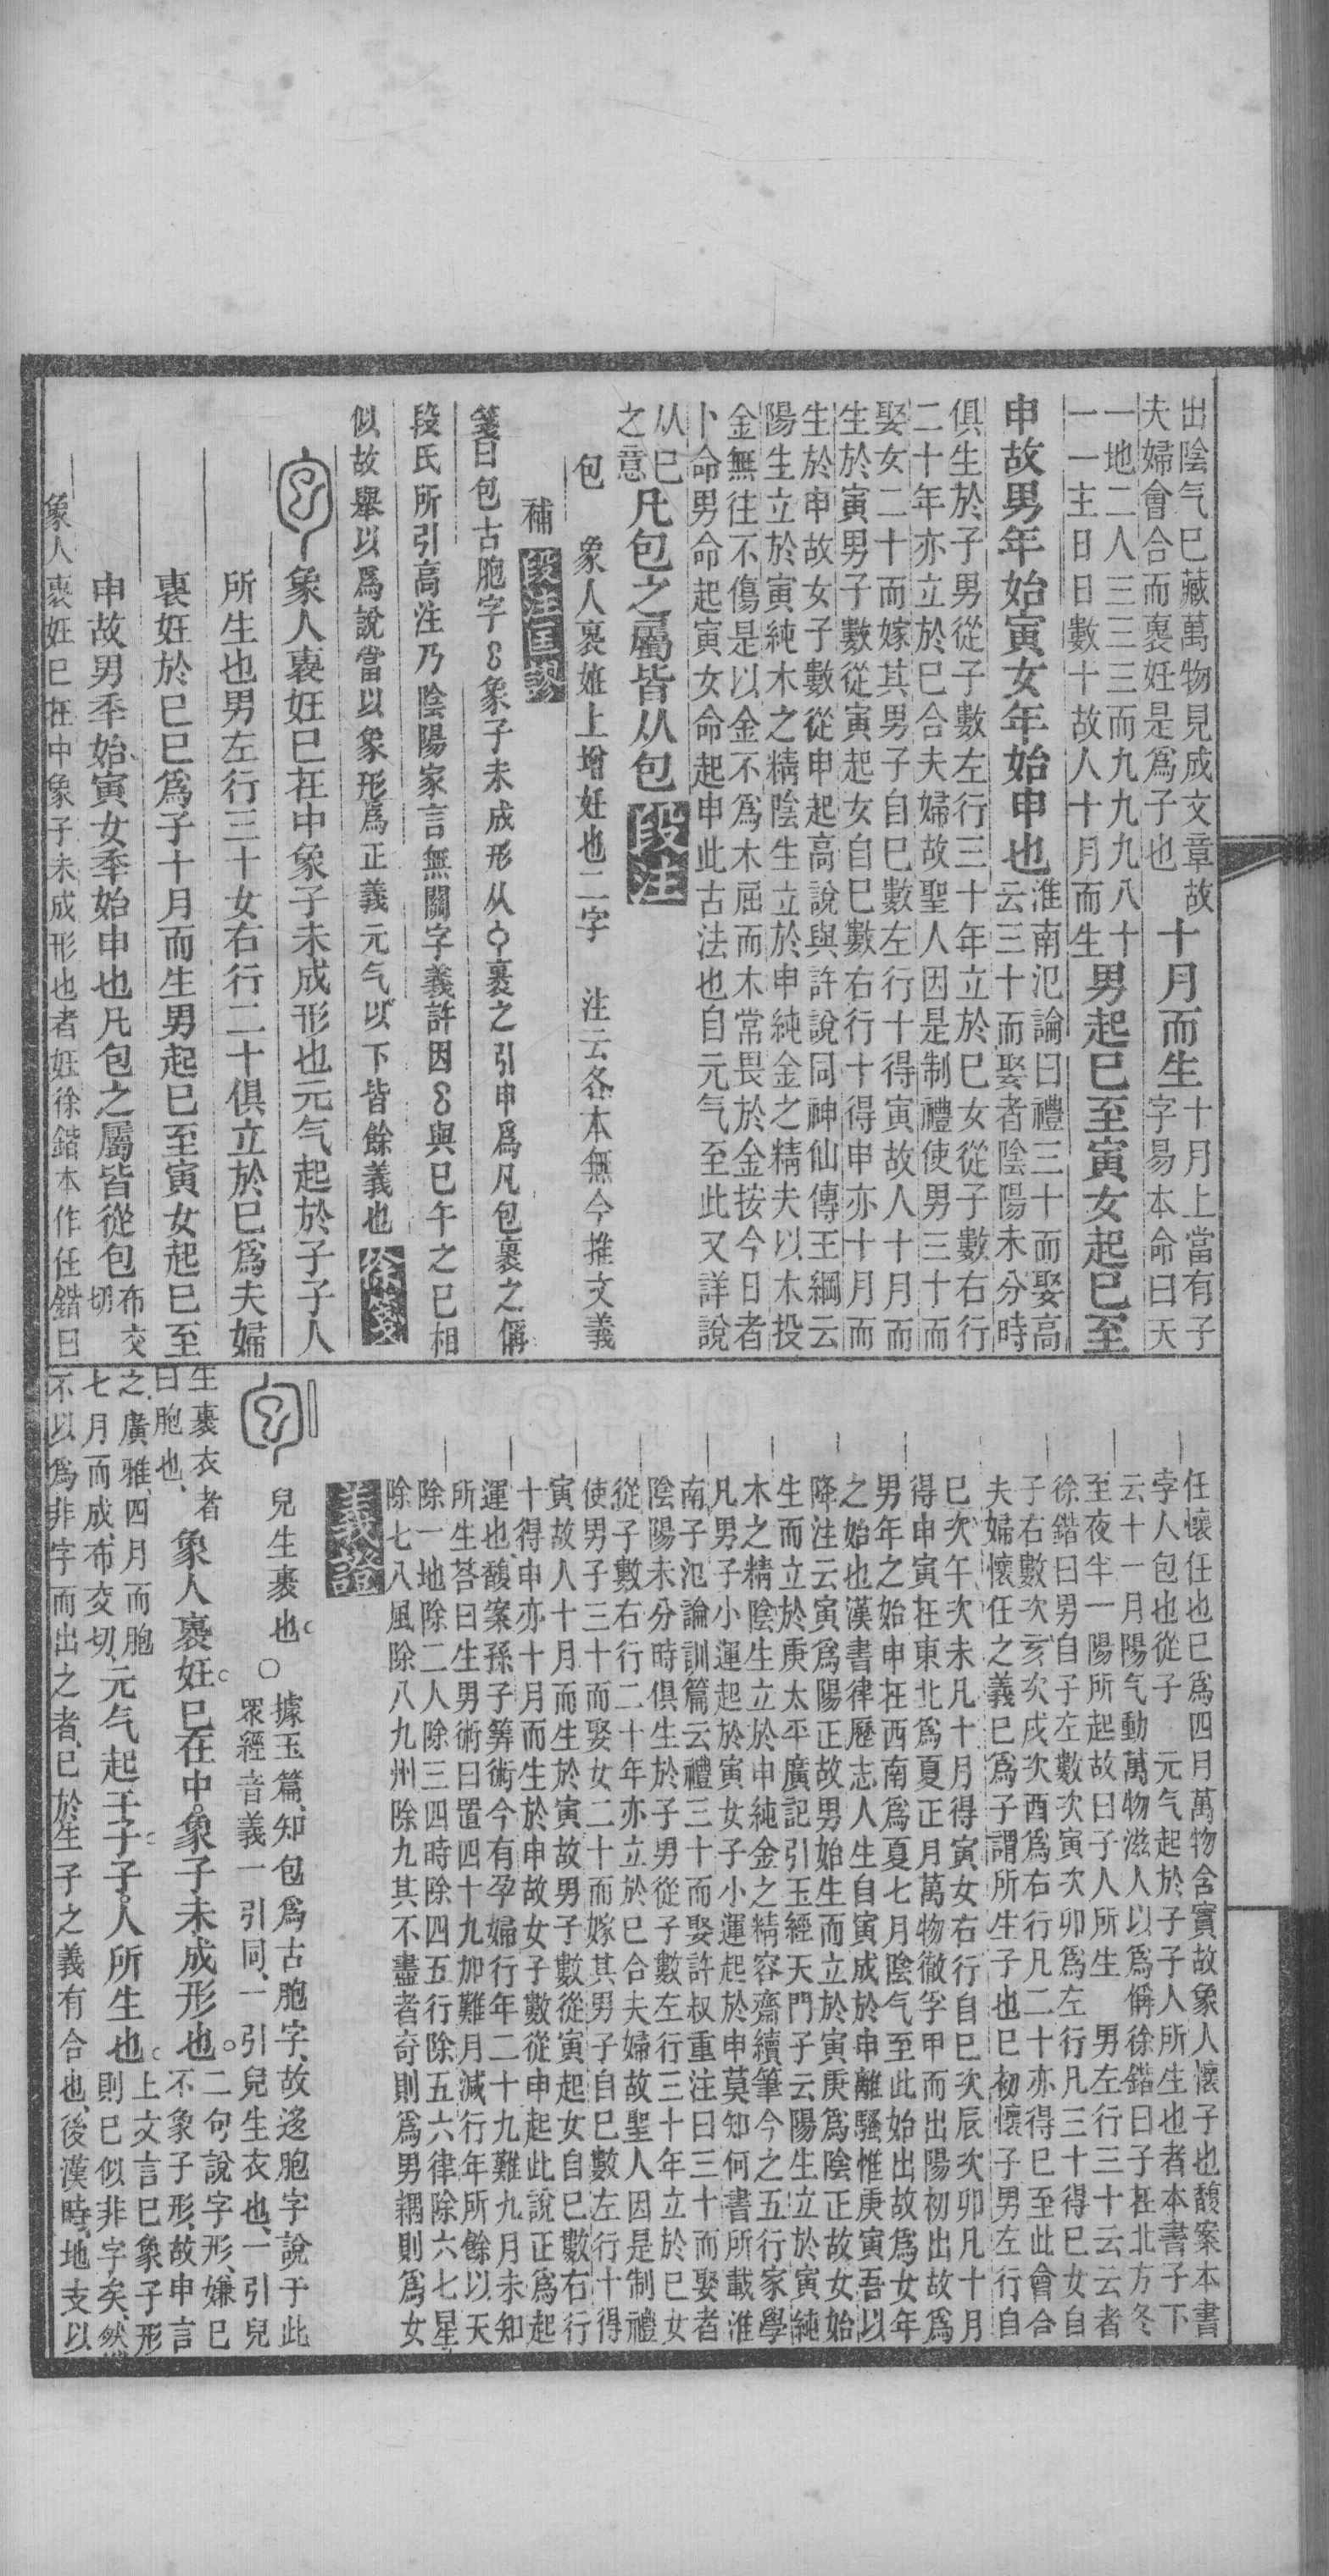 出陰气巳藏萬物見成文章故
夫婦會合而裹妊是爲子也
十月而生
十月上當有子
字易本命曰天
一地二人三三三而九九九八十
一一主日日數十故人十月而生
男起巳至寅女起巳至
申故男年始寅女年始申也
淮南氾論曰禮三十而娶高
云三十而娶者陰陽未分時
俱生於子男從子數左行三十年立於巳女從子數右行
二十年亦立於巳合夫婦故聖人因是制禮使男三十而
娶女二十而嫁其男子自巳數左行十得寅故人十月而
生於寅男子數從寅起女自巳數右行十得申亦十月而
生於申故女子數從申起高說與許說同神仙傳王綱云
陽生立於寅純木之精陰生立於申純金之精夫以木投
金無往不傷是以金不爲木屈而木常畏於金按今日者
卜命男命起寅女命起申此古法也自元气至此又詳說
从巳
之意
凡包之屬皆从包
段注
包
象人裹妊上增妊也二字 注云各本無今推文義
補
段注匡謬
箋曰包古胞字象子未成形从裹之引申爲凡包裹之偁
段氏所引高注乃陰陽家言無關字義許因與巳午之巳相
似故舉以爲說當以象形爲正義元气以下皆餘義也
徐箋
象人裹妊巳在中象子未成形也元气起於子子人
所生也男左行三十女右行二十俱立於巳爲夫婦
裹妊於巳巳爲子十月而生男起巳至寅女起巳至
申故男秊始寅女秊始申也凡包之屬皆從包
布交
切
象人裹妊巳在中象子未成形也者妊徐鍇本作任鍇曰
任懷任也巳爲四月萬物含實故象人懷子也馥案本書
孛人包也從子 元气起於子子人所生也者本書子下
云十一月陽气動萬物滋人以爲偁徐鍇曰子在北方冬
至夜半一陽所起故曰子人所生 男左行三十云云者
徐鍇曰男自子左數次寅次卯爲左行凡三十得巳女自
子右數次亥次戌次酉爲右行凡二十亦得巳至此會合
夫婦懷任之義巳爲子謂所生子也巳初懷子男左行自
巳次午次未凡十月得寅女右行自巳次辰次卯凡十月
得申寅在東北爲夏正月萬物徹孚甲而出陽初出故爲
男年之始申在西南爲夏七月陰气至此始出故爲女年
之始也漢書律歷志人生自寅成於申離騷惟庚寅吾以
降注云寅爲陽正故男始生而立於寅庚爲陰正故女始
生而立於庚太平廣記引玉經天門子云陽生立於寅純
木之精陰生立於申純金之精容齋續筆今之五行家學
凡男子小運起於寅女子小運起於申莫知何書所載淮
南子氾論訓篇云禮三十而娶許叔重注曰三十而娶者
陰陽未分時俱生於子男從子數左行三十年立於巳女
從子數右行二十年亦立於巳合夫婦故聖人因是制禮
使男子三十而娶女二十而嫁其男子自巳數左行十得
寅故人十月而生於寅故男子數從寅起女自巳數右行
十得申亦十月而生於申故女子數從申起此說正爲起
運也馥案孫子筭術今有孕婦行年二十九難九月未知
所生荅曰生男術曰置四十九加難月減行年所餘以天
除一地除二人除三四時除四五行除五六律除六七星
除七八風除八九州除九其不盡者奇則爲男耦則爲女
義證
兒生裹也
○據玉篇、知包爲古胞字、故迻胞字說于此
眾經音義一引同、一引兒生衣也、一引兒
生裹衣者
曰胞也、
象人裹妊巳在中象子未成形也
二句說字形、嫌巳
不象子形、故申言
之、廣雅、四月而胞
七月而成、布交切、
元气起于子子人所生也
上文言巳象子形
則巳似非字矣、然
不以爲非字而出之者、巳於生子之義有合也、後漢時、地支以